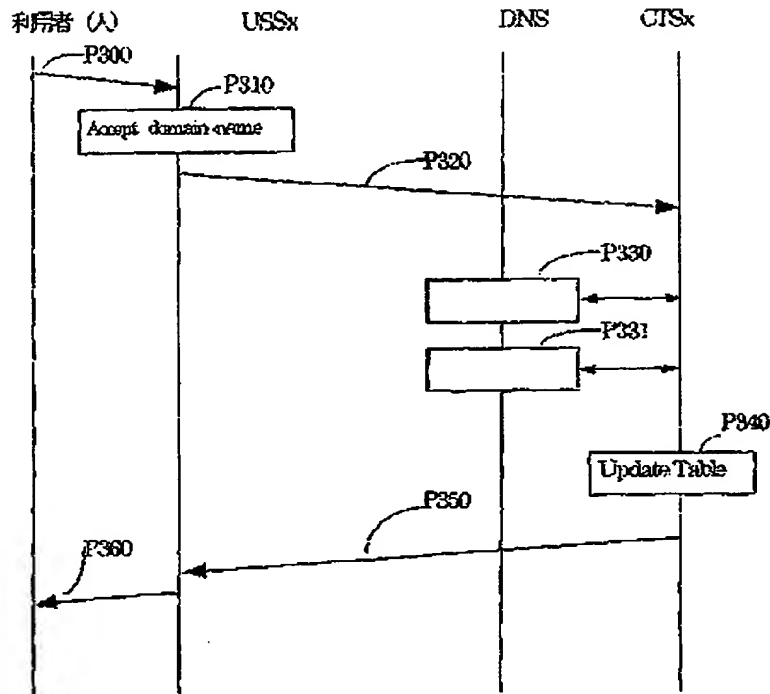 利用者 (人) USSx DNS CTSx
P300
P310
Accept domain-name
P320
P330
P331
P340
Update Table
P350
P360